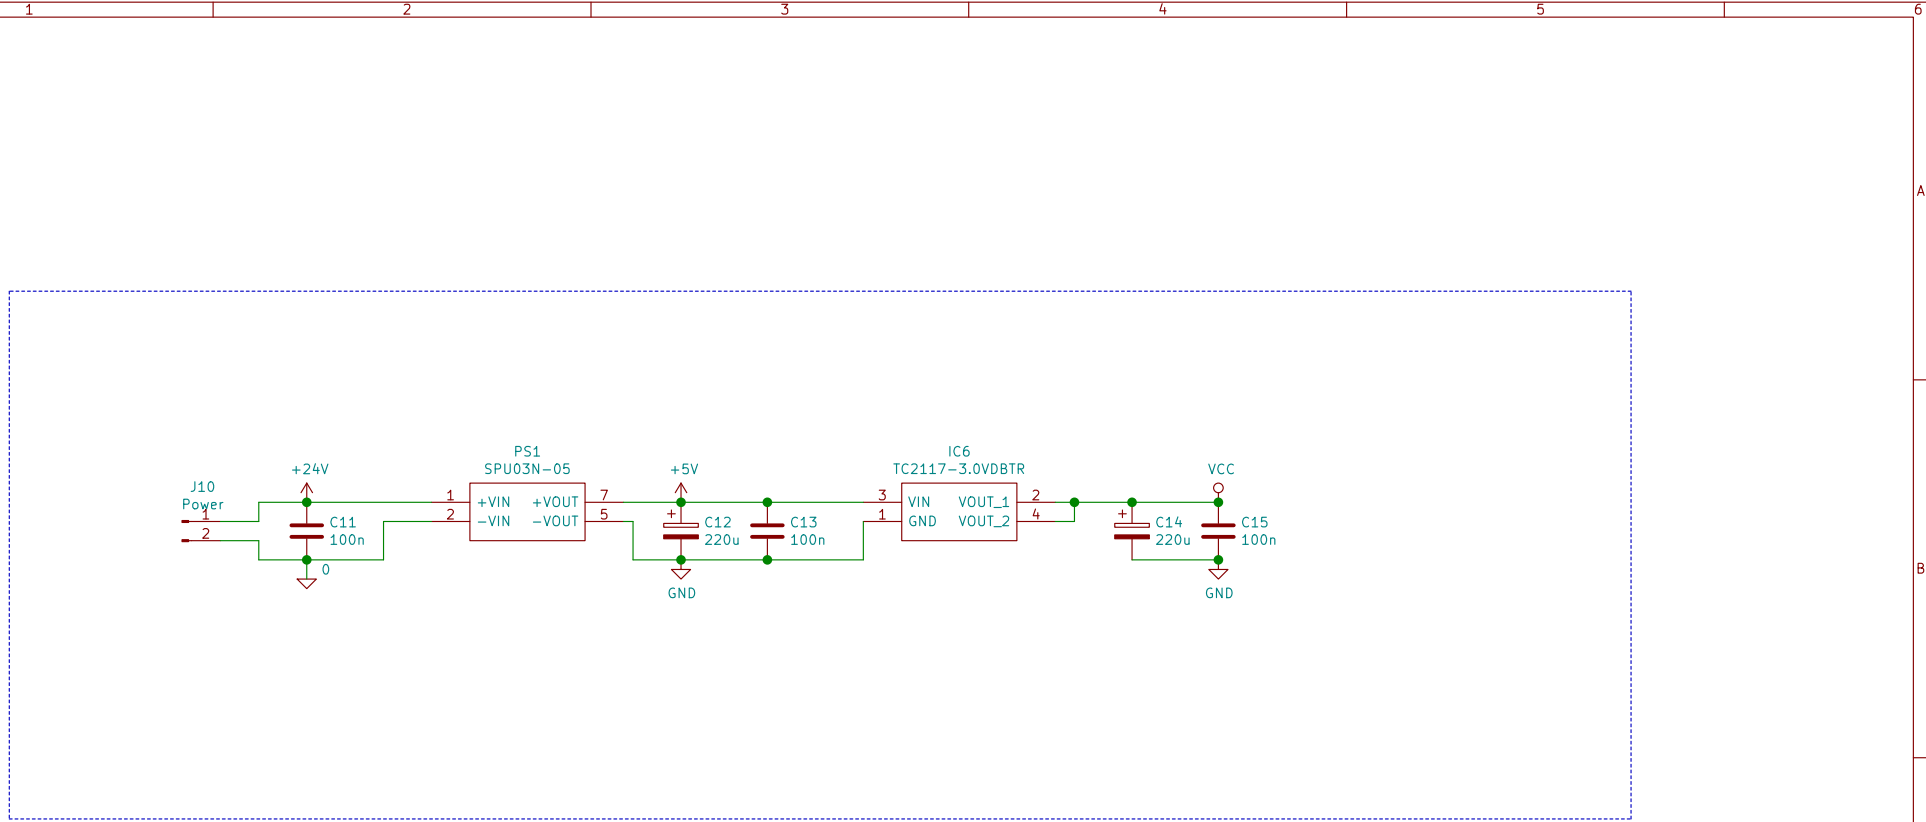 1 2 3 4 5 6
A
PS1
SPU03N-05
IC6
TC2117-3.0VDBTR
+24V
+5V
VCC
J10
Power
1
2
1 +VIN +VOUT 7
2 -VIN -VOUT 5
3 VIN VOUT_1 2
1 GND VOUT_2 4
C11
100n
+
C12
220u
C13
100n
+
C14
220u
C15
100n
0
GND
GND
B